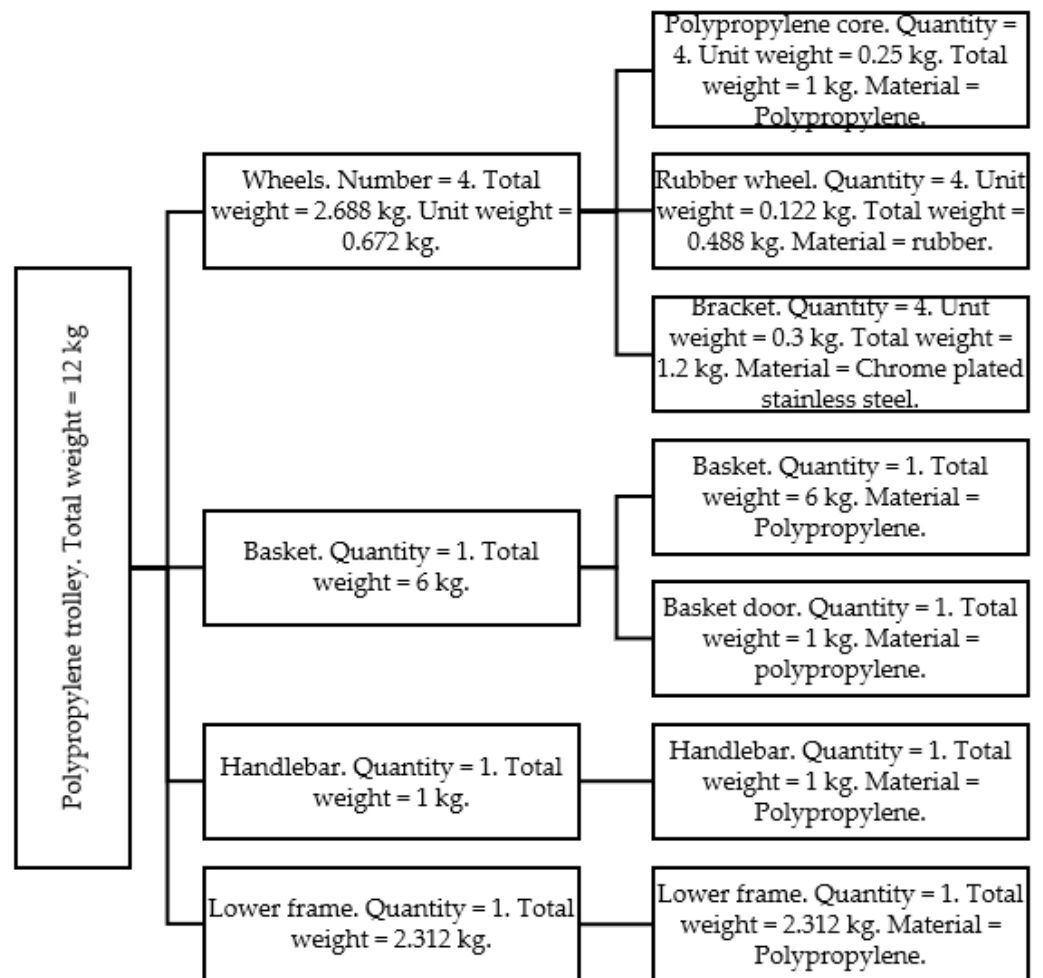 Polypropylene trolley. Total weight = 12 kg
Wheels. Number = 4. Total
weight = 2.688 kg. Unit weight =
0.672 kg.
Polypropylene core. Quantity =
4. Unit weight = 0.25 kg. Total
weight = 1 kg. Material =
Polypropylene.
Rubber wheel. Quantity = 4. Unit
weight = 0.122 kg. Total weight =
0.488 kg. Material = rubber.
Bracket. Quantity = 4. Unit
weight = 0.3 kg. Total weight =
1.2 kg. Material = Chrome plated
stainless steel.
Basket. Quantity = 1. Total
weight = 6 kg.
Basket. Quantity = 1. Total
weight = 6 kg. Material =
Polypropylene.
Basket door. Quantity = 1. Total
weight = 1 kg. Material =
polypropylene.
Handlebar. Quantity = 1. Total
weight = 1 kg.
Handlebar. Quantity = 1. Total
weight = 1 kg. Material =
Polypropylene.
Lower frame. Quantity = 1. Total
weight = 2.312 kg.
Lower frame. Quantity = 1. Total
weight = 2.312 kg. Material =
Polypropylene.